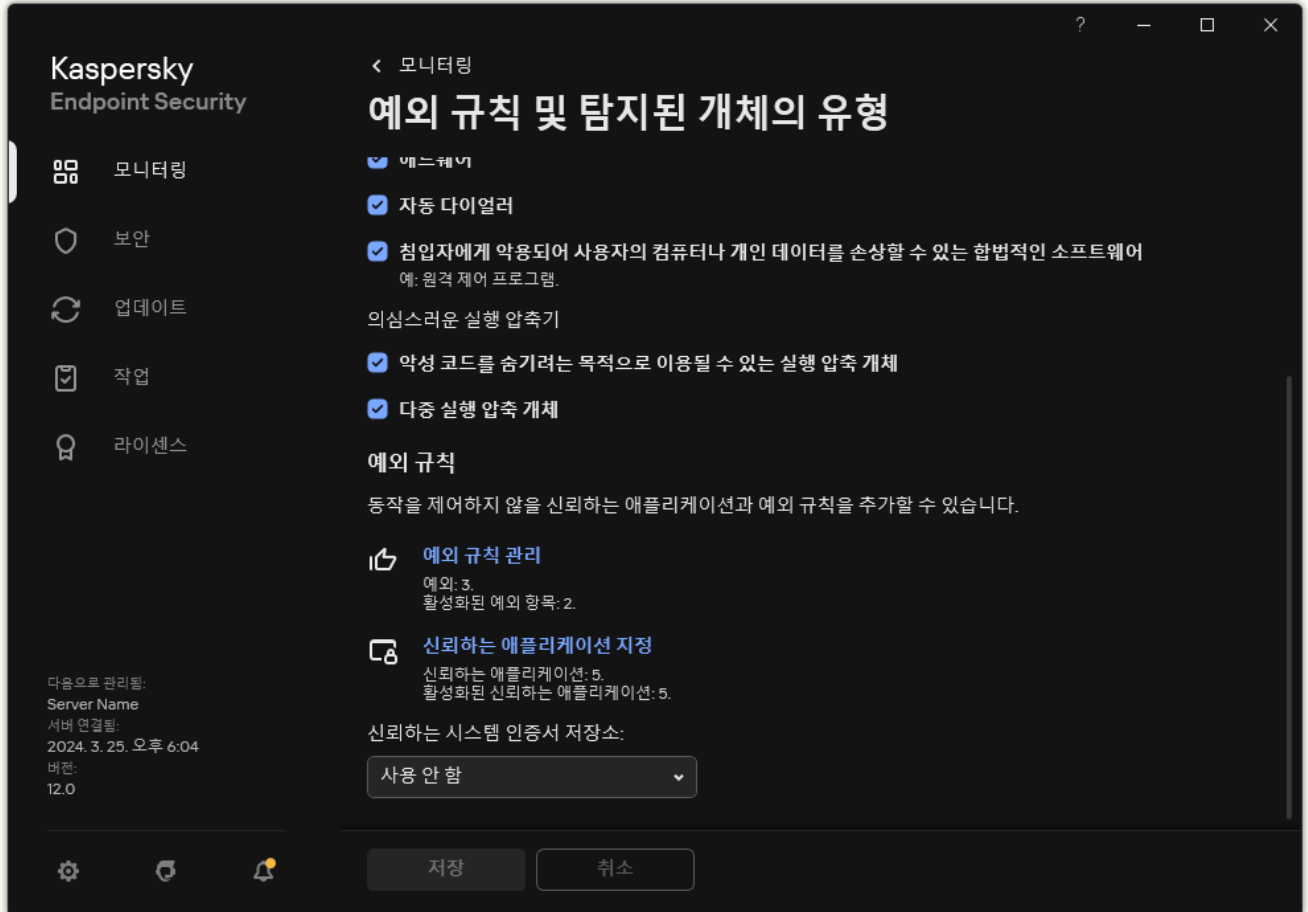 ?
Kaspersky
Endpoint Security
모니터링
보안
업데이트
작업
라이센스
다음으로 관리됨:
Server Name
서버 연결됨:
2024. 3. 25. 오후 6:04
버전:
12.0
모니터링
예외 규칙 및 탐지된 개체의 유형
애드웨어
자동 다이얼러
침입자에게 악용되어 사용자의 컴퓨터나 개인 데이터를 손상할 수 있는 합법적인 소프트웨어
예: 원격 제어 프로그램.
의심스러운 실행 압축기
악성 코드를 숨기려는 목적으로 이용될 수 있는 실행 압축 개체
다중 실행 압축 개체
예외 규칙
동작을 제어하지 않을 신뢰하는 애플리케이션과 예외 규칙을 추가할 수 있습니다.
예외 규칙 관리
예외: 3.
활성화된 예외 항목: 2.
신뢰하는 애플리케이션 지정
신뢰하는 애플리케이션: 5.
활성화된 신뢰하는 애플리케이션: 5.
신뢰하는 시스템 인증서 저장소:
사용 안 함
저장
취소